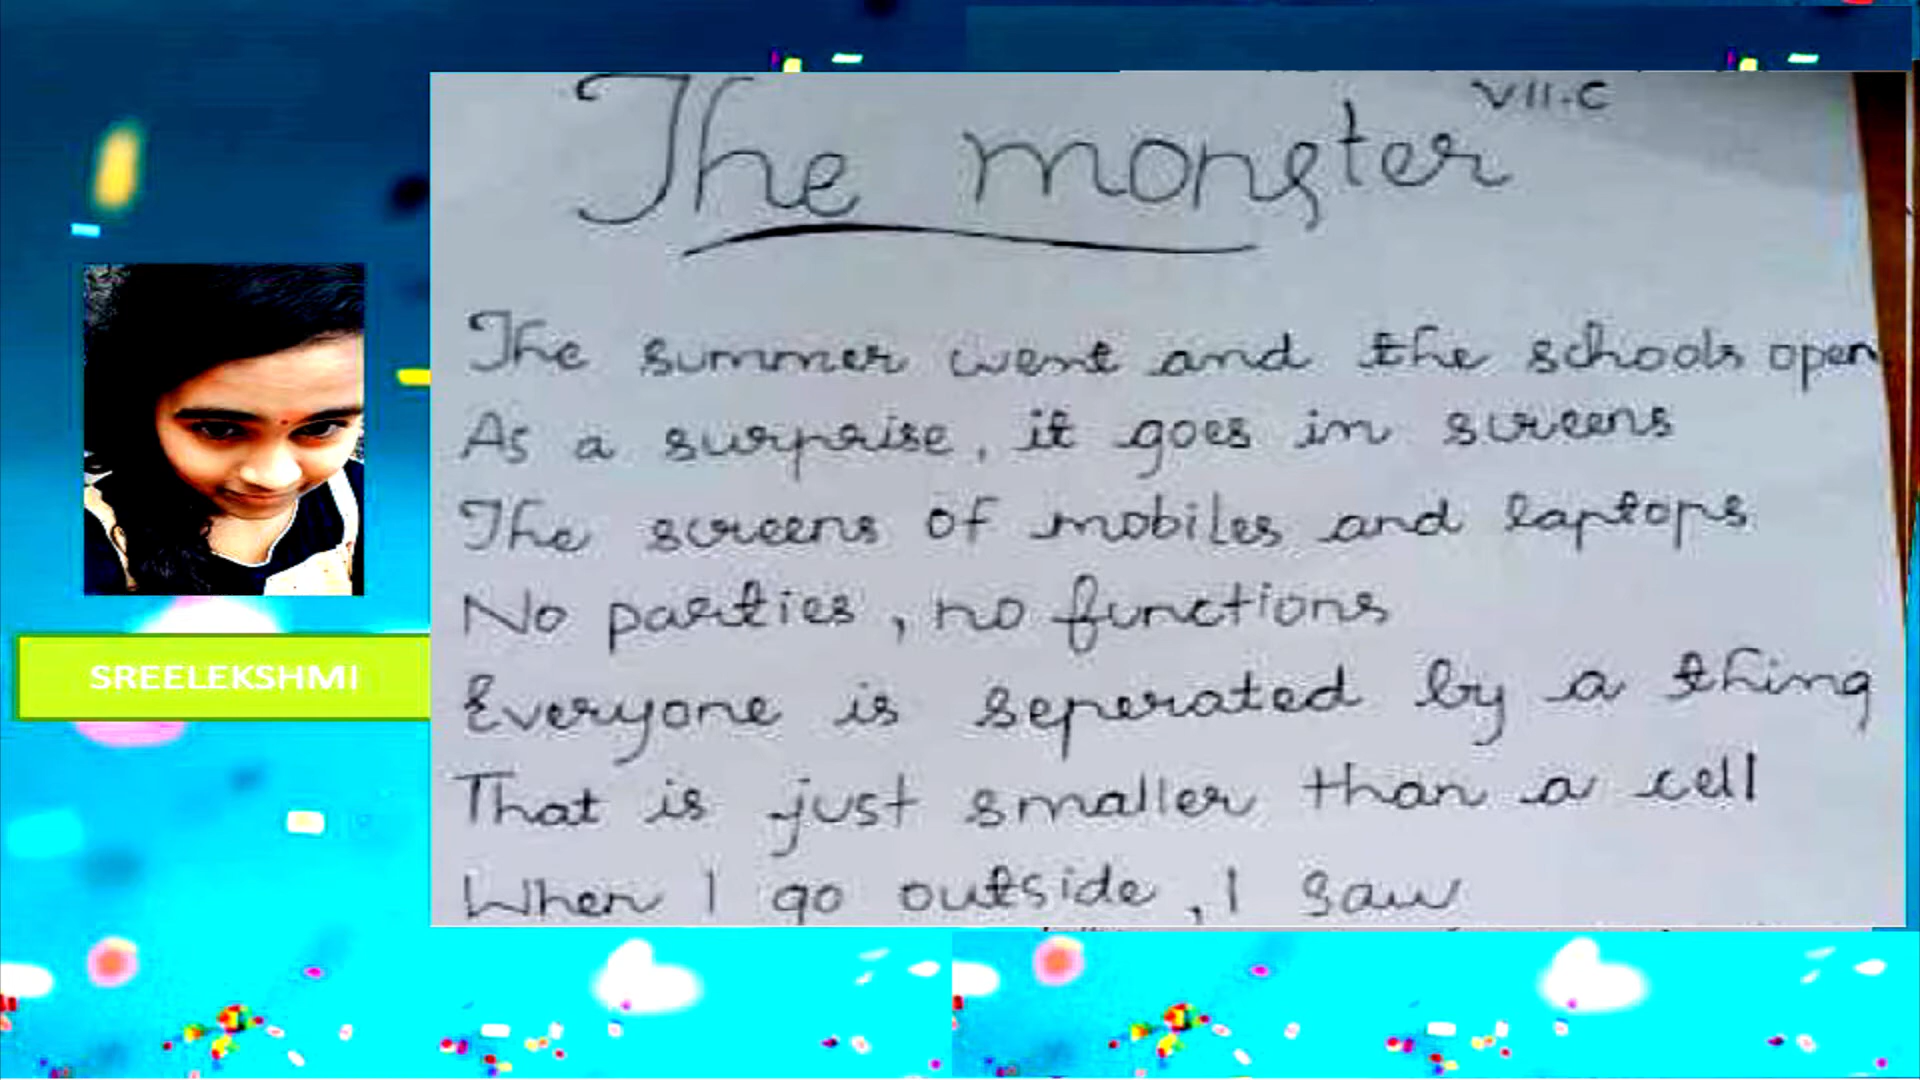 VII.C
The monster
The summer went and the schools open
As a surprise, it goes in screens
The screens of mobiles and laptops
No parties, no functions
Everyone is seperated by a thing
That is just smaller than a cell
When I go outside, I saw
SREELEKSHMI